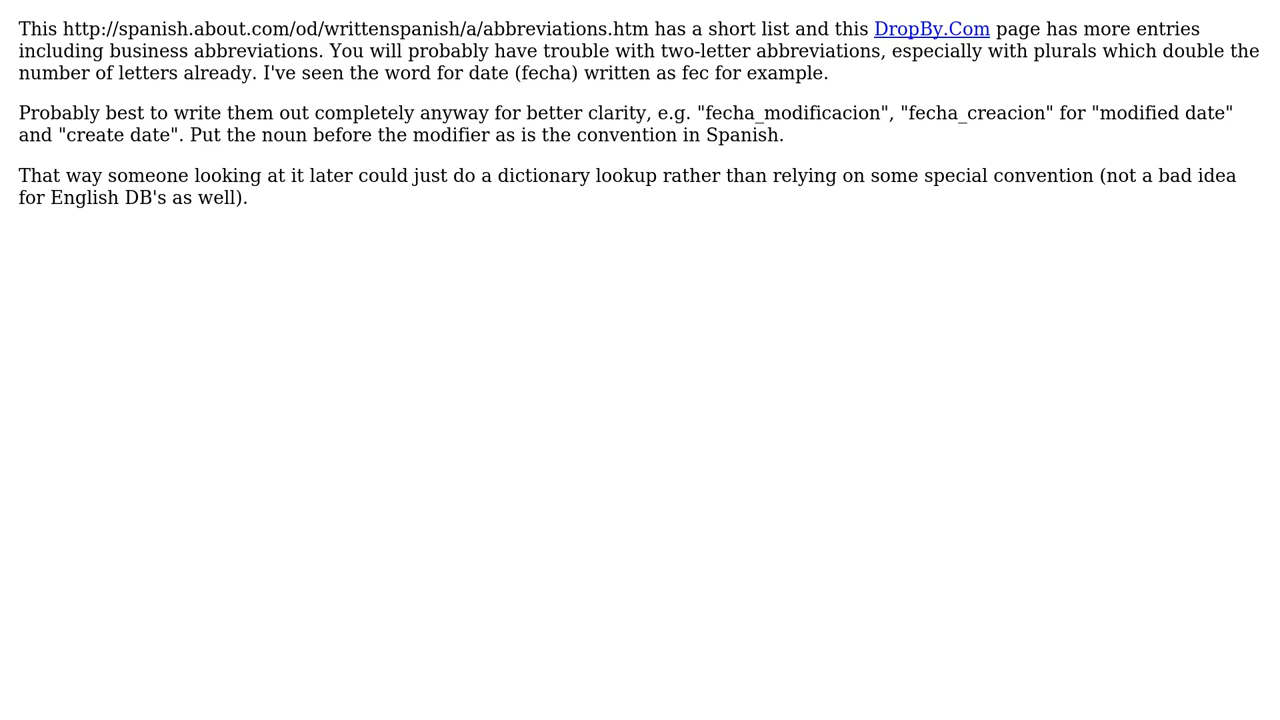 This http://spanish.about.com/od/writtenspanish/a/abbreviations.htm has a short list and this DropBy.Com page has more entries
including business abbreviations. You will probably have trouble with two-letter abbreviations, especially with plurals which double the
number of letters already. I've seen the word for date (fecha) written as fec for example.
Probably best to write them out completely anyway for better clarity, e.g. "fecha_modificacion", "fecha_creacion" for "modified date"
and "create date". Put the noun before the modifier as is the convention in Spanish.
That way someone looking at it later could just do a dictionary lookup rather than relying on some special convention (not a bad idea
for English DB's as well).